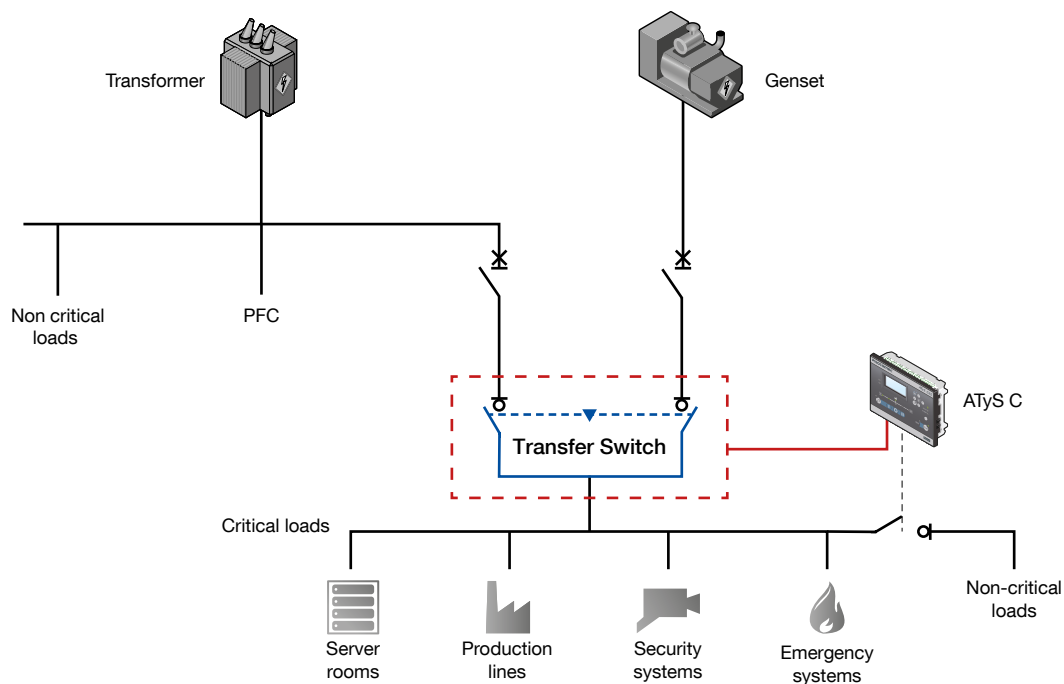 Transformer
Genset
Non critical
loads
PFC
ATyS C
Transfer Switch
Critical loads
Server
rooms
Production
lines
Security
systems
Emergency
systems
Non-critical
loads